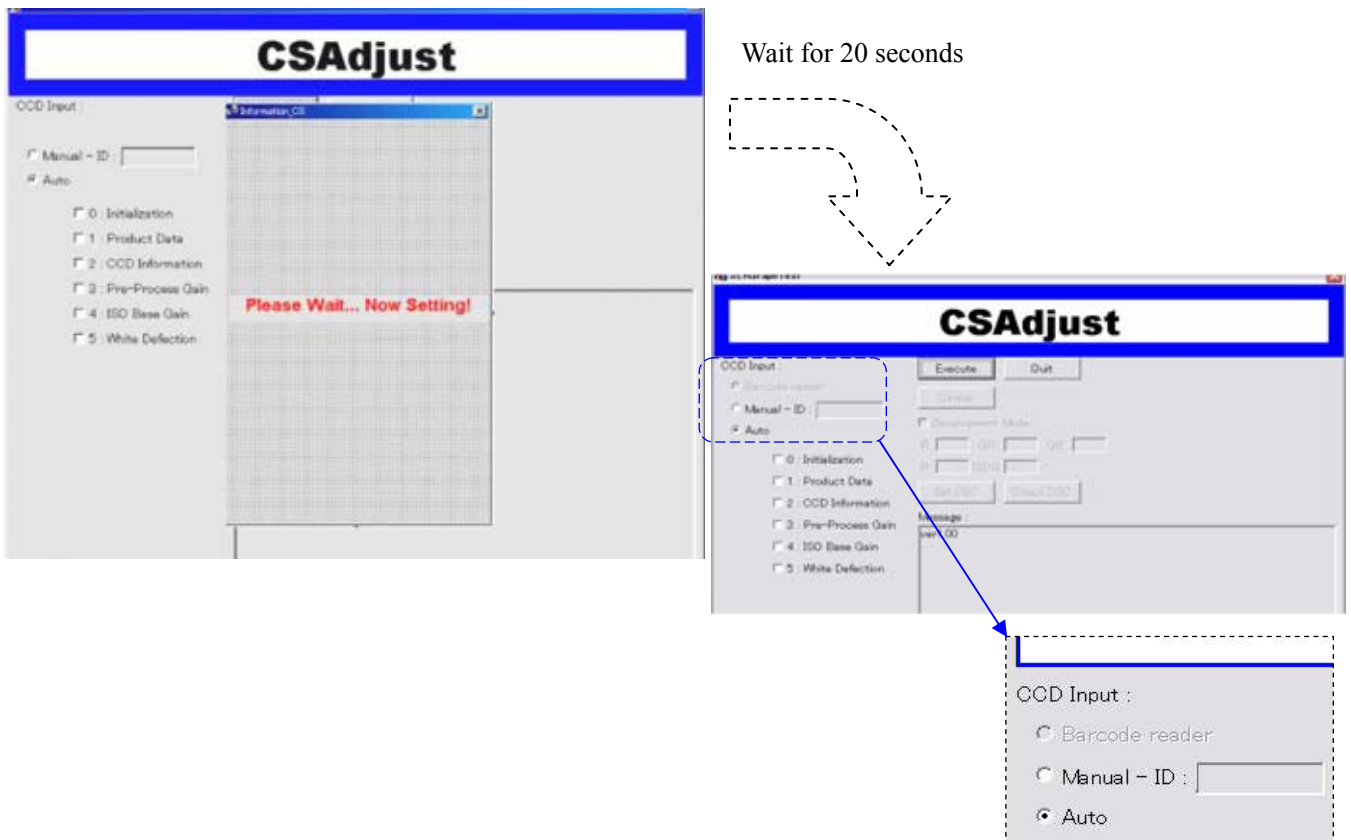 CSAdjust
CCD Input :
Information_CS
Manual - ID :
Auto
0 : Initialization
1 : Product Data
2 : CCD Information
3 : Pre-Process Gain
4 : ISO Base Gain
5 : White Defection
Please Wait... Now Setting!
Wait for 20 seconds
CSAdjust
CCD Input :
Barcode reader
Manual - ID :
Auto
0 : Initialization
1 : Product Data
2 : CCD Information
3 : Pre-Process Gain
4 : ISO Base Gain
5 : White Defection
Execute
Quit
Message :
CCD Input :
Barcode reader
Manual - ID :
Auto